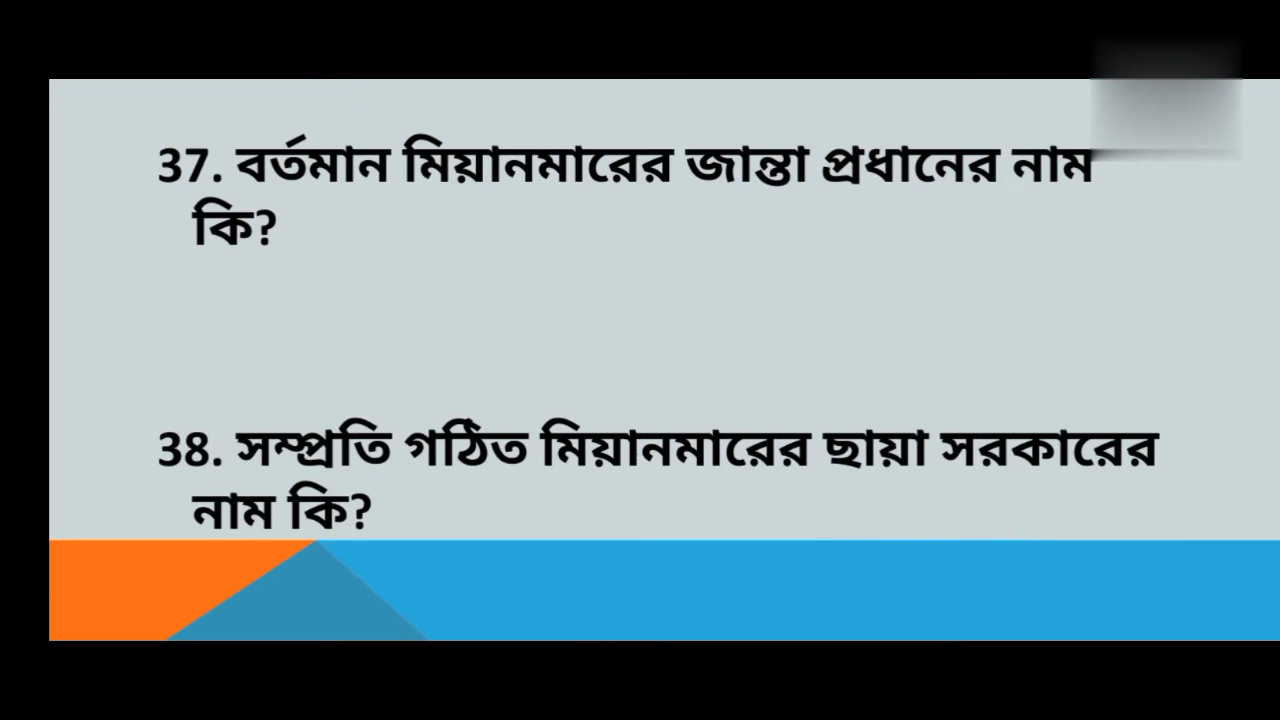 37. বর্তমান মিয়ানমারের জান্তা প্রধানের নাম
কি?
38. সম্প্রতি গঠিত মিয়ানমারের ছায়া সরকারের
নাম কি?